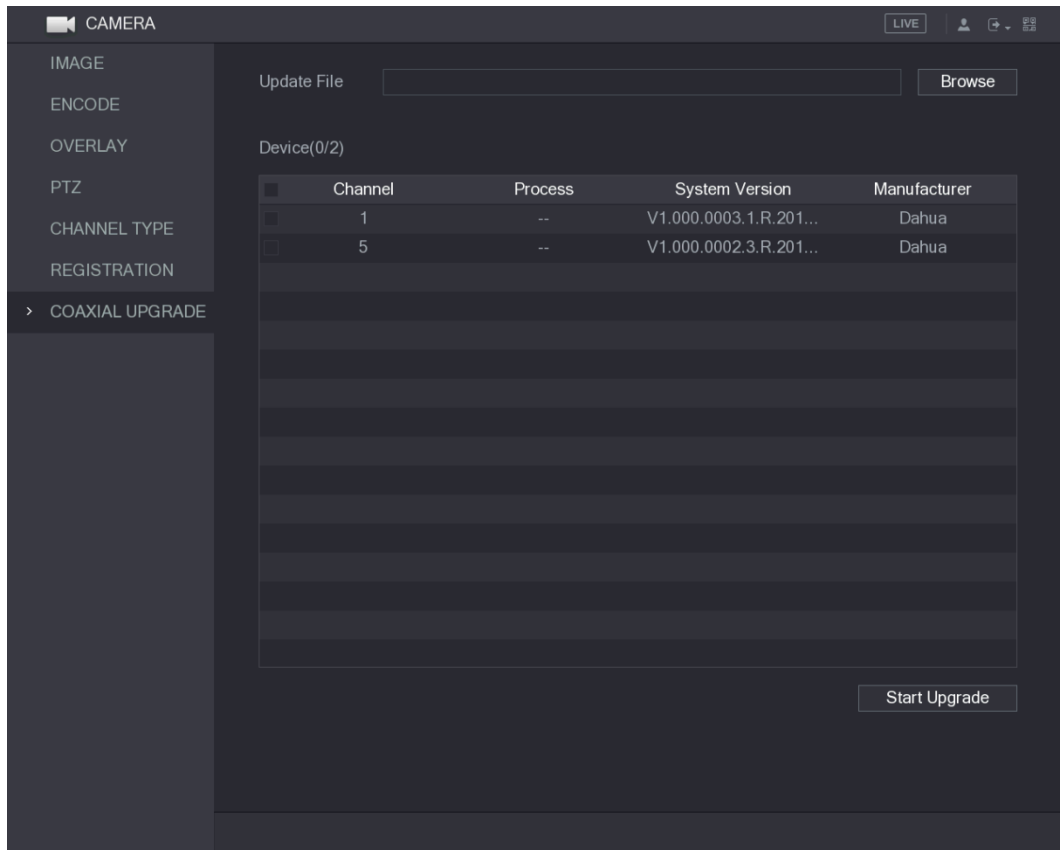 CAMERA LIVE
IMAGE
ENCODE
OVERLAY
PTZ
CHANNEL TYPE
REGISTRATION
> COAXIAL UPGRADE
Update File Browse
Device(0/2)
Channel Process System Version Manufacturer
1 -- V1.000.0003.1.R.201... Dahua
5 -- V1.000.0002.3.R.201... Dahua
Start Upgrade